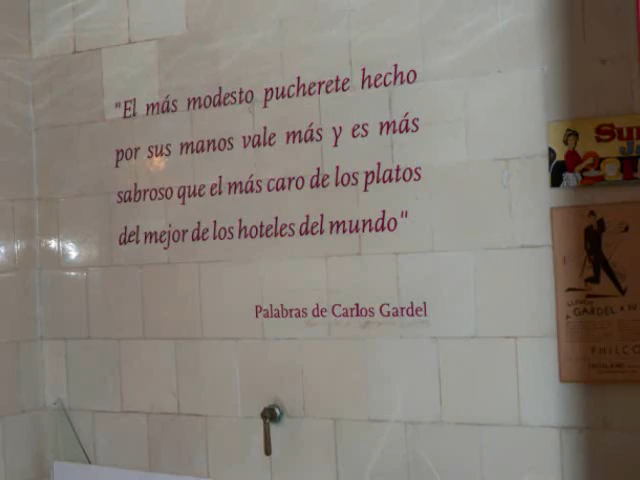 "El más modesto pucherete hecho
por sus manos vale más y es más
sabroso que el más caro de los platos
del mejor de los hoteles del mundo"
Palabras de Carlos Gardel
GARDEL
PHILCO